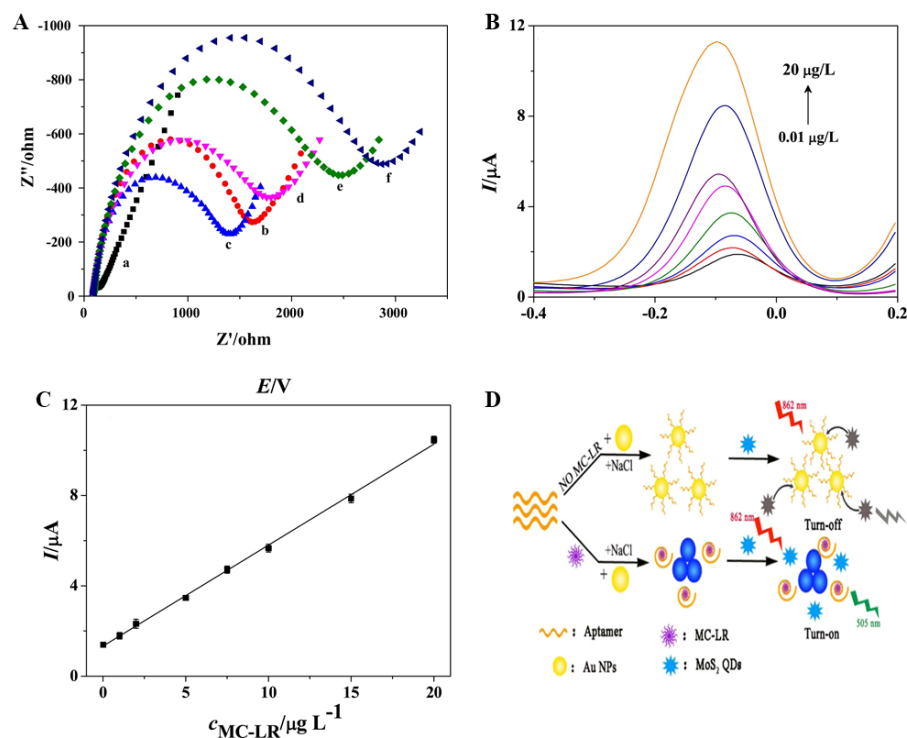 A
-1000
-800
-600
-400
-200
0
Z''/ohm
a
b
c
d
e
f
0 1000 2000 3000
Z'/ohm
B
12
8
4
0
I/μA
20 μg/L
0.01 μg/L
-0.4 -0.2 0.0 0.2
E/V
C
12
8
4
0
I/μA
0 5 10 15 20
cMC-LR/μg L⁻¹
D
NO MC-LR
+
+NaCl
862 nm
Turn-off
+NaCl
+
862 nm
505 nm
Turn-on
: Aptamer
: MC-LR
: Au NPs
: MoS₂ QDs